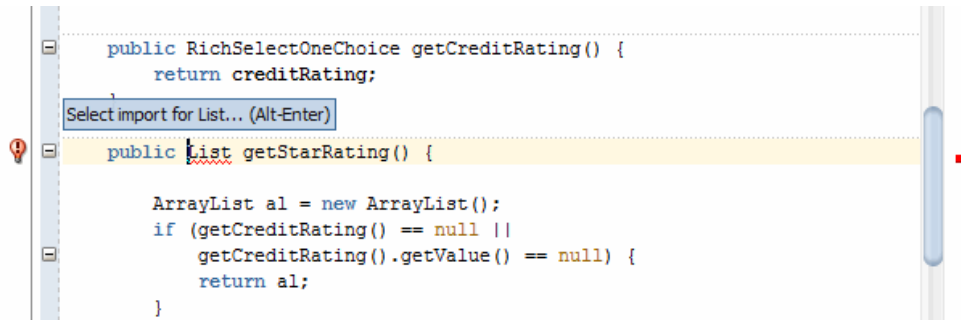 public RichSelectOneChoice getCreditRating() {
return creditRating;
}
Select import for List... (Alt-Enter)
public List getStarRating() {
ArrayList al = new ArrayList();
if (getCreditRating() == null ||
getCreditRating().getValue() == null) {
return al;
}